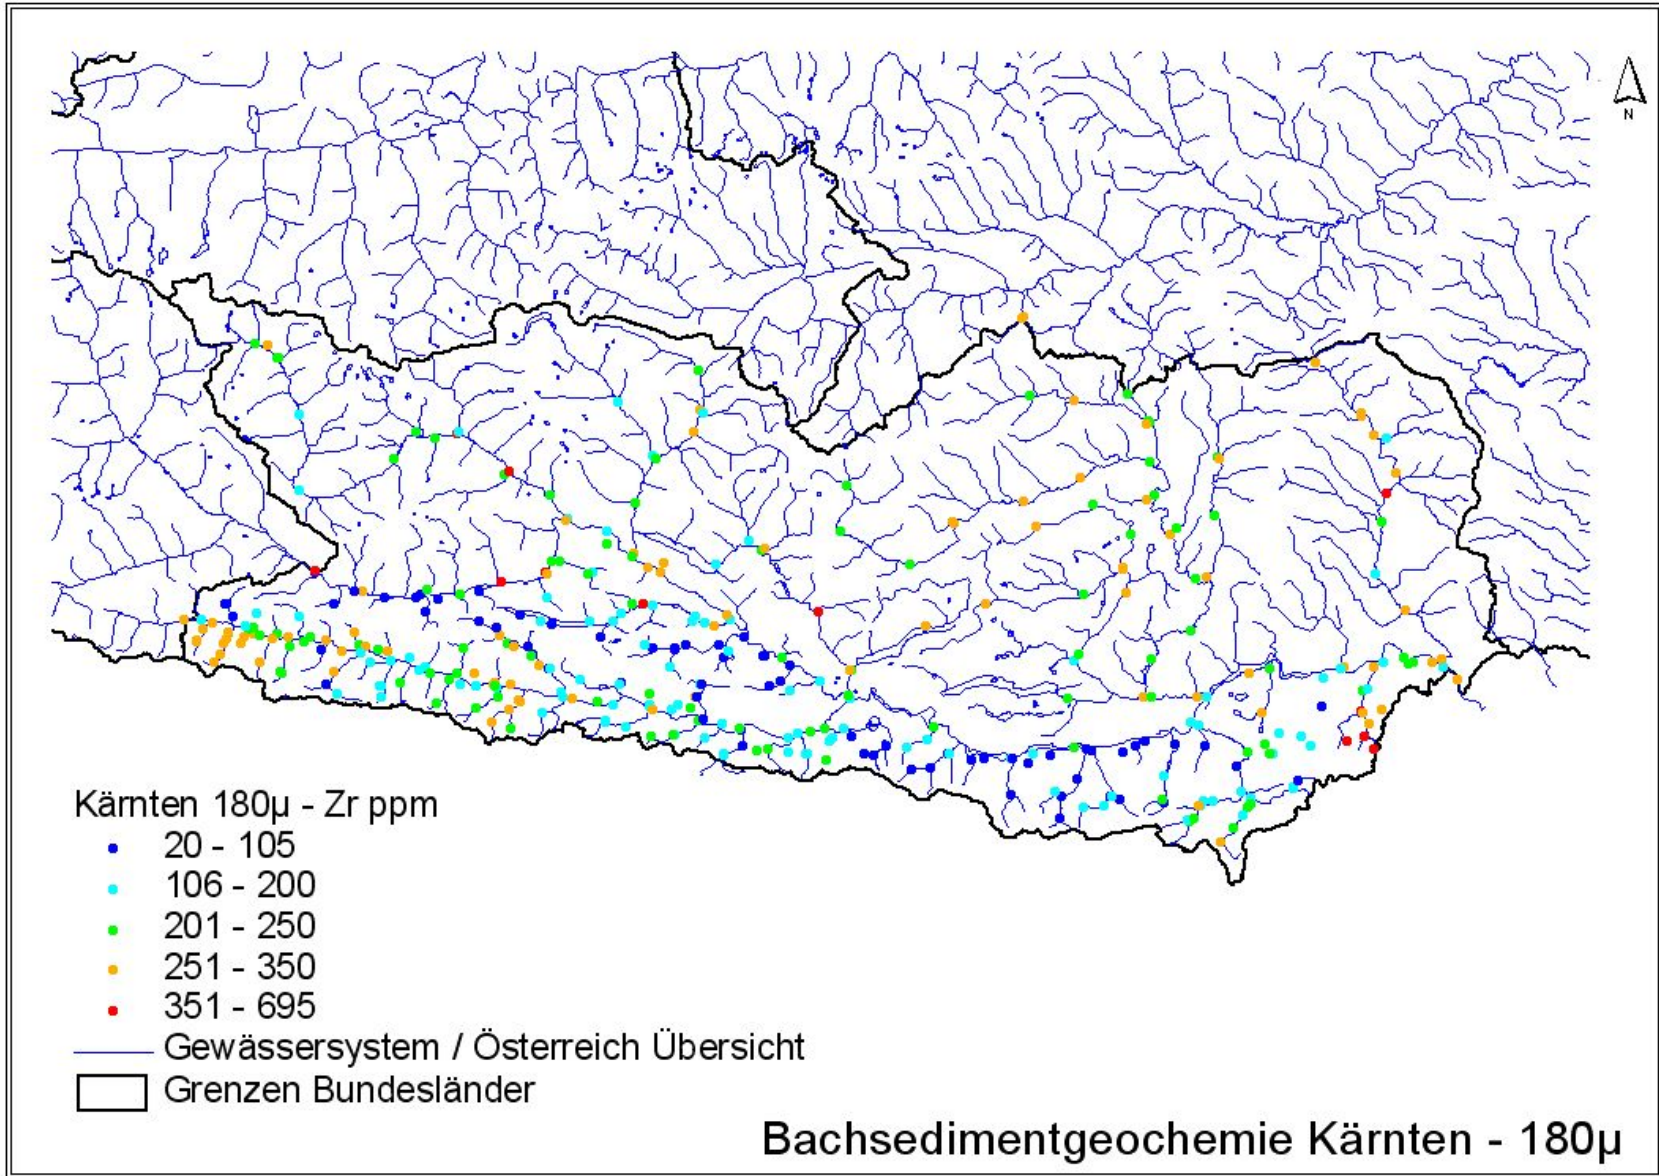 N
Kärnten 180µ - Zr ppm
20 - 105
106 - 200
201 - 250
251 - 350
351 - 695
Gewässersystem / Österreich Übersicht
Grenzen Bundesländer
Bachsedimentgeochemie Kärnten - 180µ